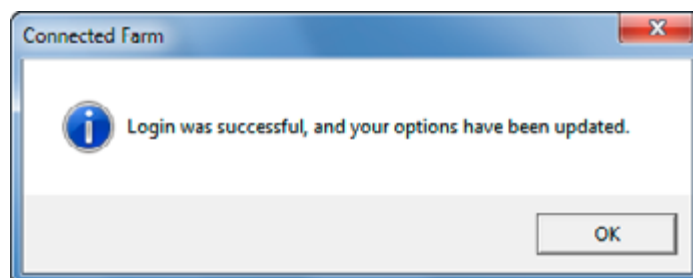 Connected Farm
Login was successful, and your options have been updated.
OK